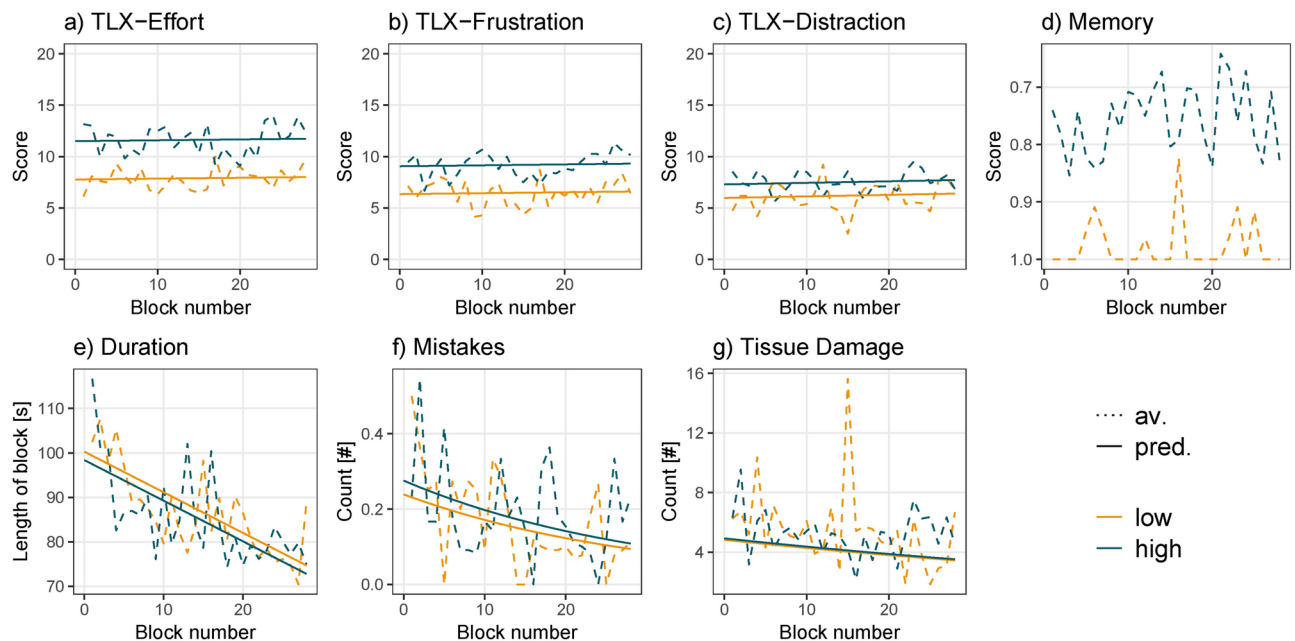 a) TLX−Effort
20
15
10
5
0
Score
0 10 20
Block number
b) TLX−Frustration
20
15
10
5
0
Score
0 10 20
Block number
c) TLX−Distraction
20
15
10
5
0
Score
0 10 20
Block number
d) Memory
0.7
0.8
0.9
1.0
Score
0 10 20
Block number
e) Duration
110
100
90
80
70
Length of block [s]
0 10 20
Block number
f) Mistakes
0.4
0.2
0.0
Count [#]
0 10 20
Block number
g) Tissue Damage
16
12
8
4
Count [#]
0 10 20
Block number
av.
pred.
low
high